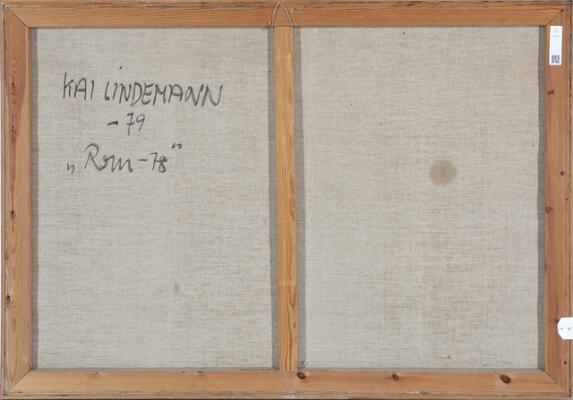 KAI LINDEMANN
- 79
„Rom-78"